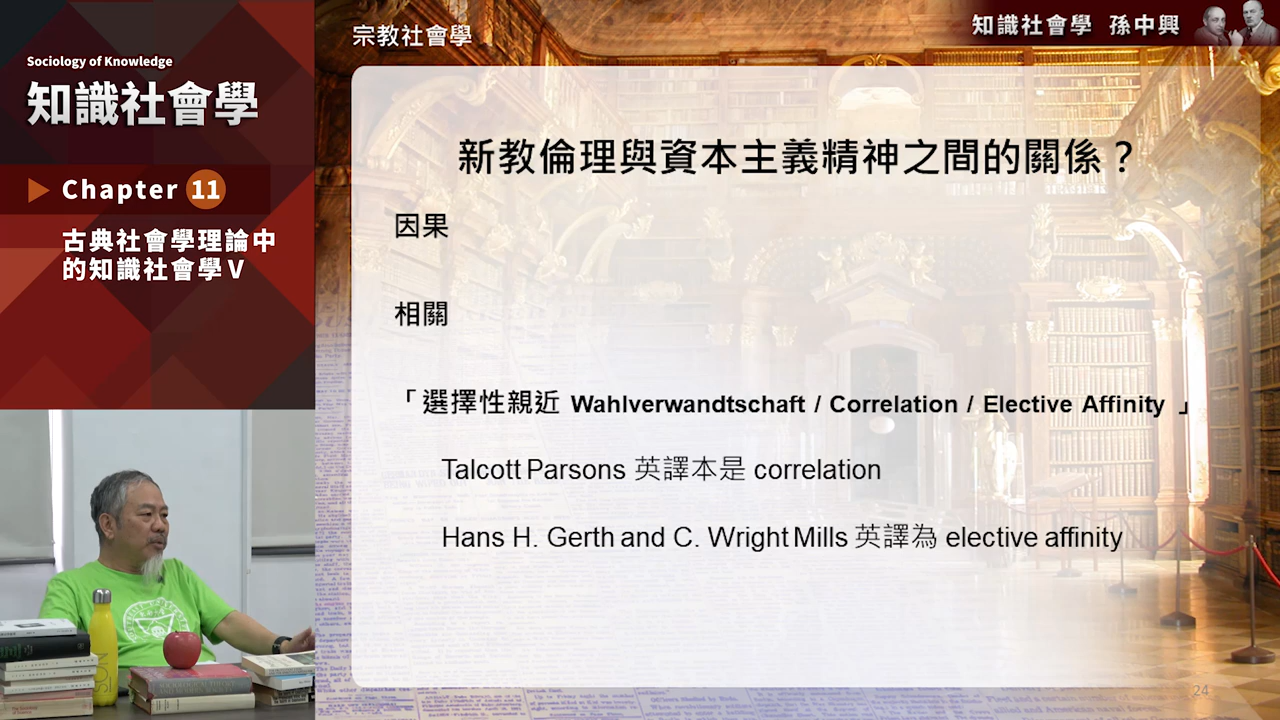 Sociology of Knowledge
知識社會學
Chapter 11
古典社會學理論中
的知識社會學 V
宗教社會學
知識社會學 孫中興
新教倫理與資本主義精神之間的關係？
因果
相關
「選擇性親近 Wahlverwandtschaft / Correlation / Elective Affinity 」
Talcott Parsons 英譯本是 correlation
Hans H. Gerth and C. Wright Mills 英譯為 elective affinity
24